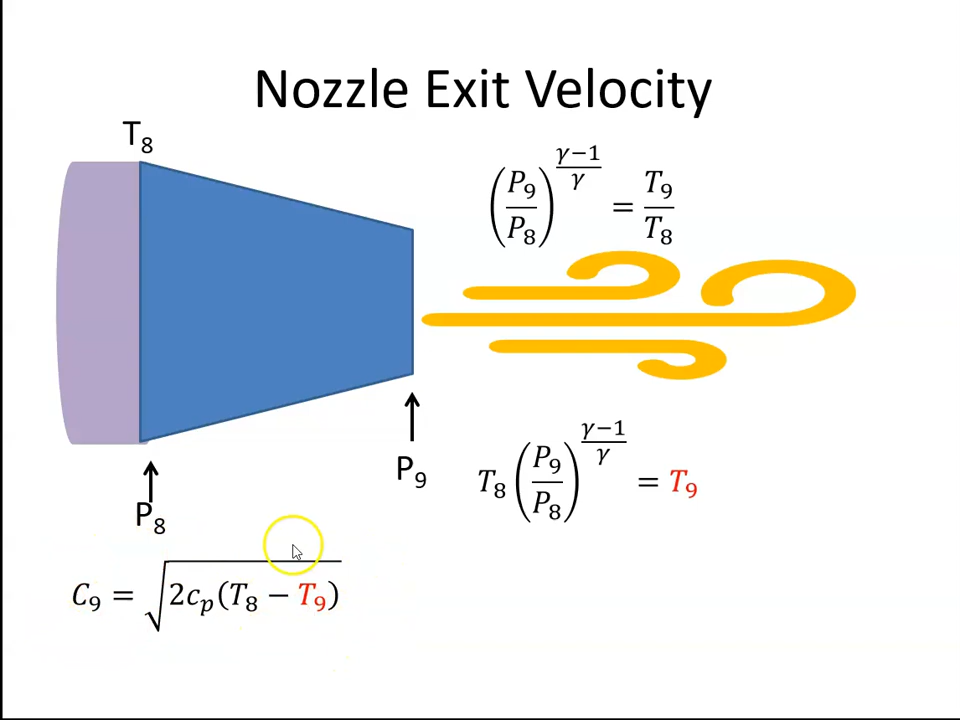 Nozzle Exit Velocity
T₈
(P₉/P₈)^((γ−1)/γ) = T₉/T₈
P₉
T₈(P₉/P₈)^((γ−1)/γ) = T₉
P₈
C₉ = √(2cₚ(T₈ − T₉))